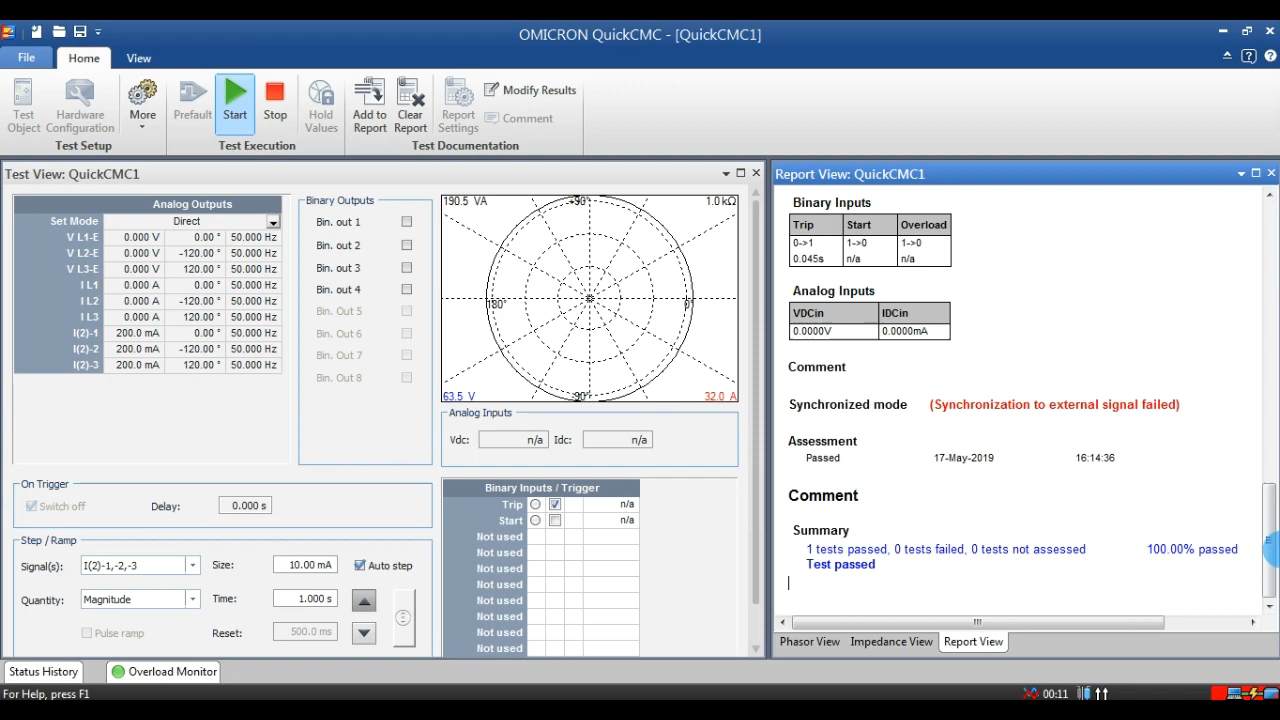 OMICRON QuickCMC - [QuickCMC1]
File Home View
Test Object
Hardware Configuration
More
Prefault
Start
Stop
Hold Values
Add to Report
Clear Report
Report Settings
Modify Results
Comment
Test Setup
Test Execution
Test Documentation
Test View: QuickCMC1
Analog Outputs
Set Mode Direct
V L1-E 0.000 V 0.00 ° 50.000 Hz
V L2-E 0.000 V -120.00 ° 50.000 Hz
V L3-E 0.000 V 120.00 ° 50.000 Hz
I L1 0.000 A 0.00 ° 50.000 Hz
I L2 0.000 A -120.00 ° 50.000 Hz
I L3 0.000 A 120.00 ° 50.000 Hz
I(2)-1 200.0 mA 0.00 ° 50.000 Hz
I(2)-2 200.0 mA -120.00 ° 50.000 Hz
I(2)-3 200.0 mA 120.00 ° 50.000 Hz
Binary Outputs
Bin. out 1
Bin. out 2
Bin. out 3
Bin. out 4
Bin. Out 5
Bin. Out 6
Bin. Out 7
Bin. Out 8
190.5 VA 90° 1.0 kΩ
180° 0°
63.5 V -90° 32.0 A
Analog Inputs
Vdc: n/a Idc: n/a
On Trigger
Switch off Delay: 0.000 s
Step / Ramp
Signal(s): I(2)-1,-2,-3 Size: 10.00 mA Auto step
Quantity: Magnitude Time: 1.000 s
Pulse ramp Reset: 500.0 ms
Binary Inputs / Trigger
Trip n/a
Start n/a
Not used
Not used
Not used
Not used
Not used
Not used
Not used
Not used
Report View: QuickCMC1
Binary Inputs
Trip Start Overload
0->1 1->0 1->0
0.045s n/a n/a
Analog Inputs
VDCin IDCin
0.0000V 0.0000mA
Comment
Synchronized mode (Synchronization to external signal failed)
Assessment
Passed 17-May-2019 16:14:36
Comment
Summary
1 tests passed, 0 tests failed, 0 tests not assessed 100.00% passed
Test passed
Phasor View Impedance View Report View
Status History Overload Monitor
For Help, press F1
00:11